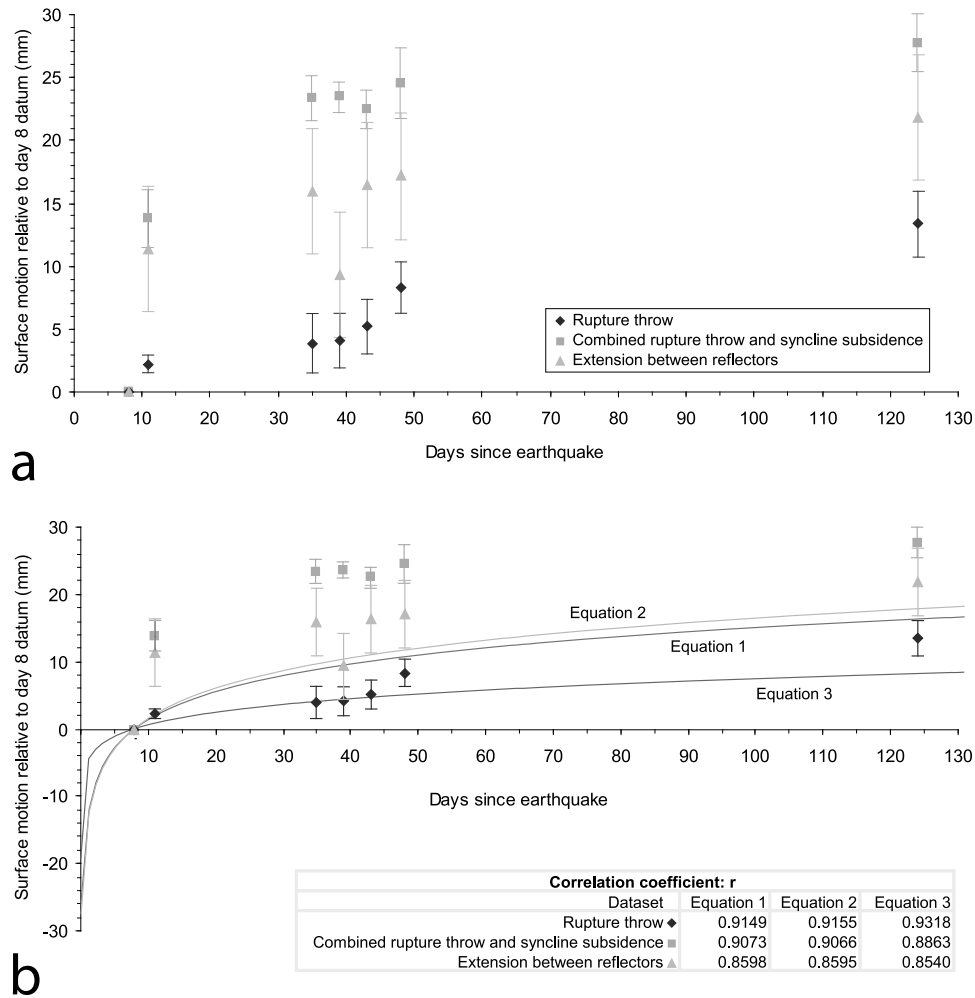 Surface motion relative to day 8 datum (mm)
30
25
20
15
10
5
0
0 10 20 30 40 50 60 70 80 90 100 110 120 130
Days since earthquake
Rupture throw
Combined rupture throw and syncline subsidence
Extension between reflectors
a
Surface motion relative to day 8 datum (mm)
30
20
10
0
-10
-20
-30
10 20 30 40 50 60 70 80 90 100 110 120 130
Days since earthquake
Equation 2
Equation 1
Equation 3
Correlation coefficient: r
Dataset Equation 1 Equation 2 Equation 3
Rupture throw 0.9149 0.9155 0.9318
Combined rupture throw and syncline subsidence 0.9073 0.9066 0.8863
Extension between reflectors 0.8598 0.8595 0.8540
b